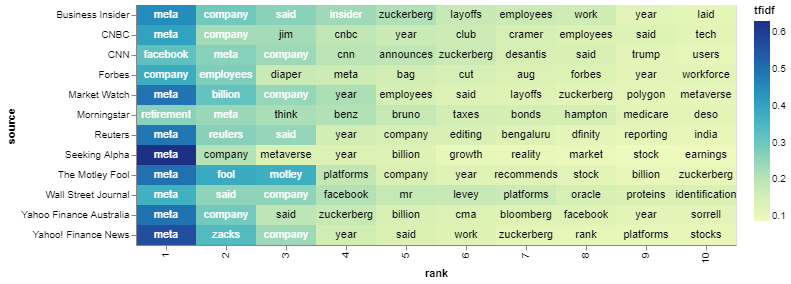 tfidf
Business Insider meta company said insider zuckerberg layoffs employees work year laid
CNBC meta company jim cnbc year club cramer employees said tech
CNN facebook meta company cnn announces zuckerberg desantis said trump users
Forbes company employees diaper meta bag cut aug forbes year workforce
Market Watch meta billion company year employees said layoffs zuckerberg polygon metaverse
Morningstar retirement meta think benz bruno taxes bonds hampton medicare deso
Reuters meta reuters said year company editing bengaluru dfinity reporting india
Seeking Alpha meta company metaverse year billion growth reality market stock earnings
The Motley Fool meta fool motley platforms company year recommends stock billion zuckerberg
Wall Street Journal meta said company facebook mr levey platforms oracle proteins identification
Yahoo Finance Australia meta company said zuckerberg billion cma bloomberg facebook year sorrell
Yahoo! Finance News meta zacks company year said work zuckerberg rank platforms stocks
1 2 3 4 5 6 7 8 9 10
rank
source
0.6
0.5
0.4
0.3
0.2
0.1